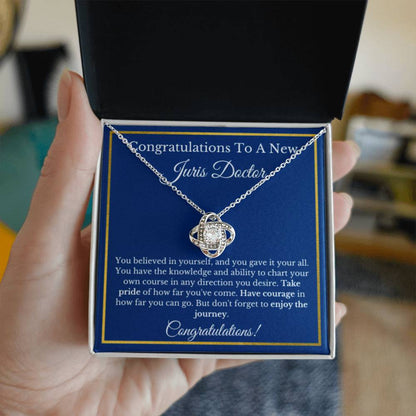 Congratulations To A New
Juris Doctor
You believed in yourself, and you gave it your all.
You have the knowledge and ability to chart your
own course in any direction you desire. Take
pride of how far you've come. Have courage in
in how far you can go. But don't forget to enjoy the
journey.
Congratulations!